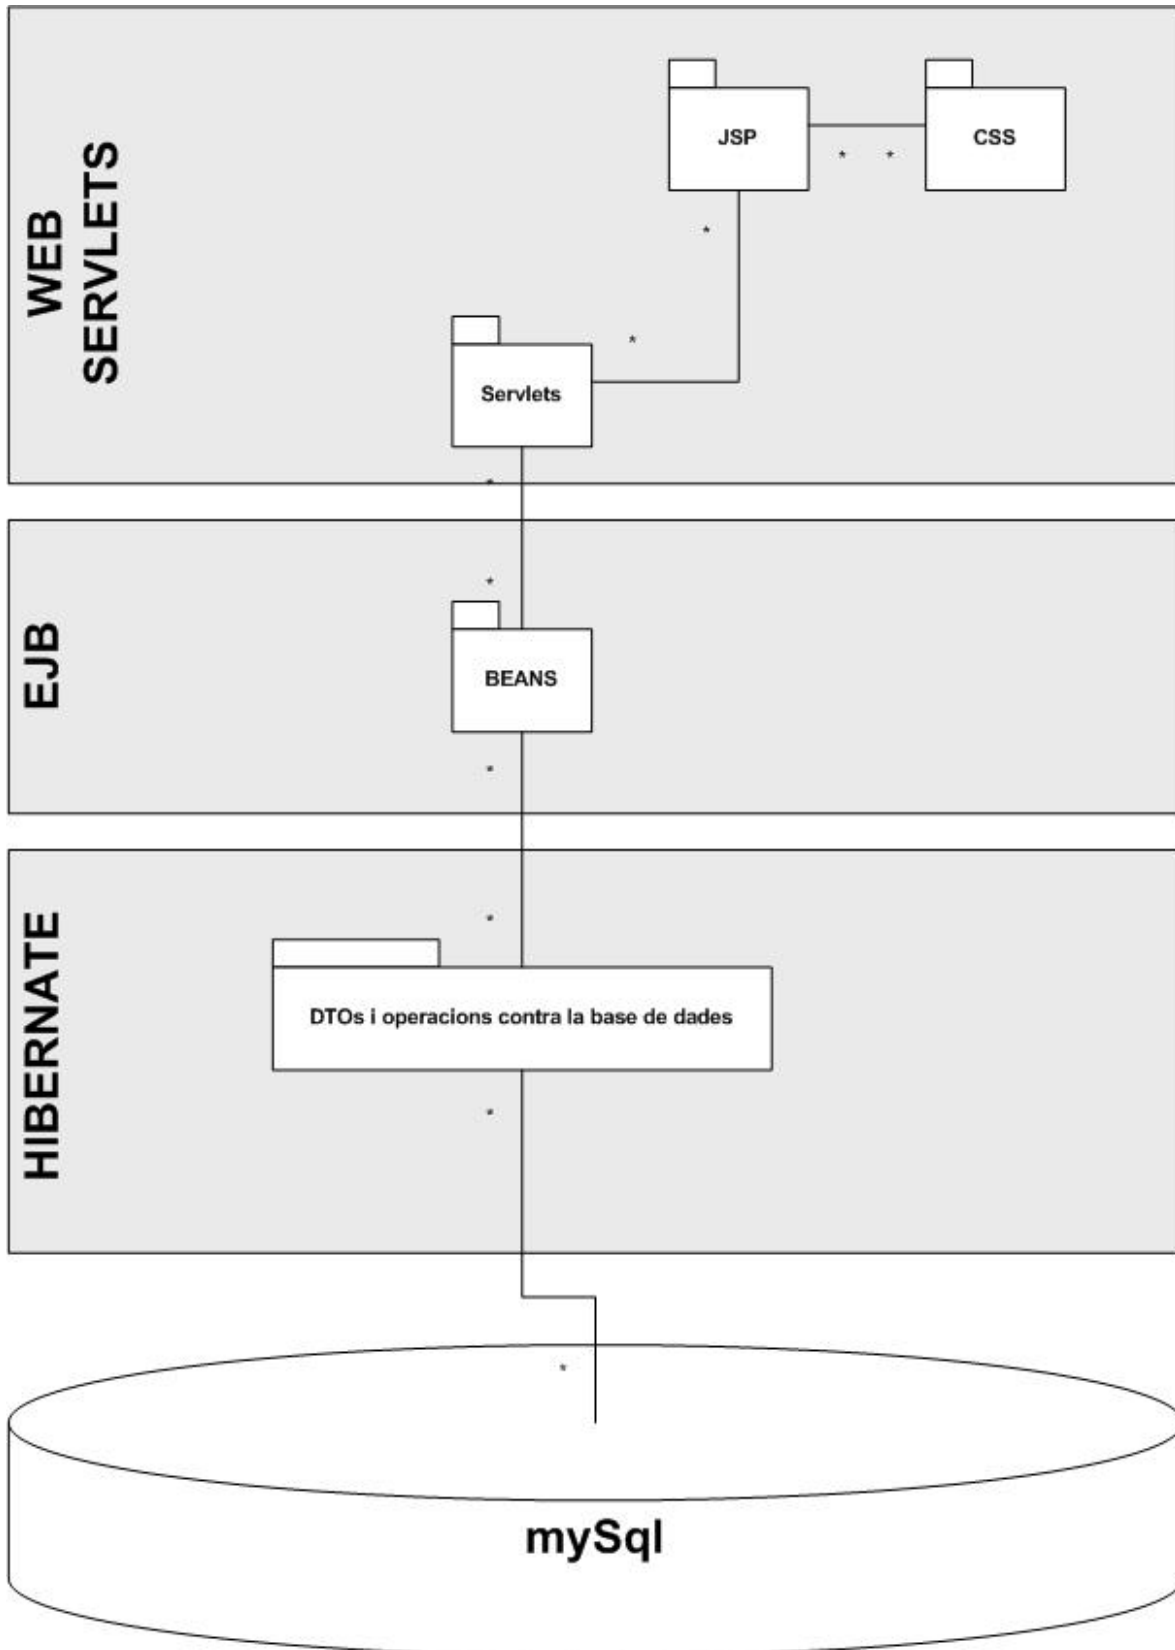 WEB
SERVLETS
JSP
CSS
* *
*
*
Servlets
*
EJB
*
BEANS
*
HIBERNATE
*
DTOs i operacions contra la base de dades
*
*
mySql